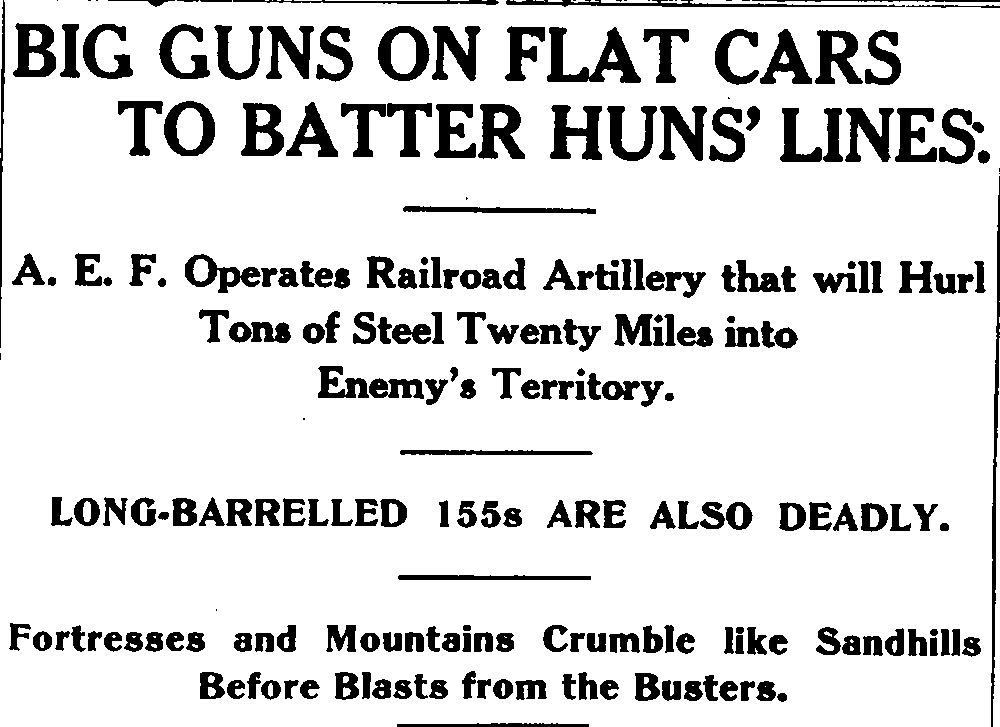 BIG GUNS ON FLAT CARS
TO BATTER HUNS' LINES:
A. E. F. Operates Railroad Artillery that will Hurl
Tons of Steel Twenty Miles into
Enemy's Territory.
LONG-BARRELLED 155s ARE ALSO DEADLY.
Fortresses and Mountains Crumble like Sandhills
Before Blasts from the Busters.